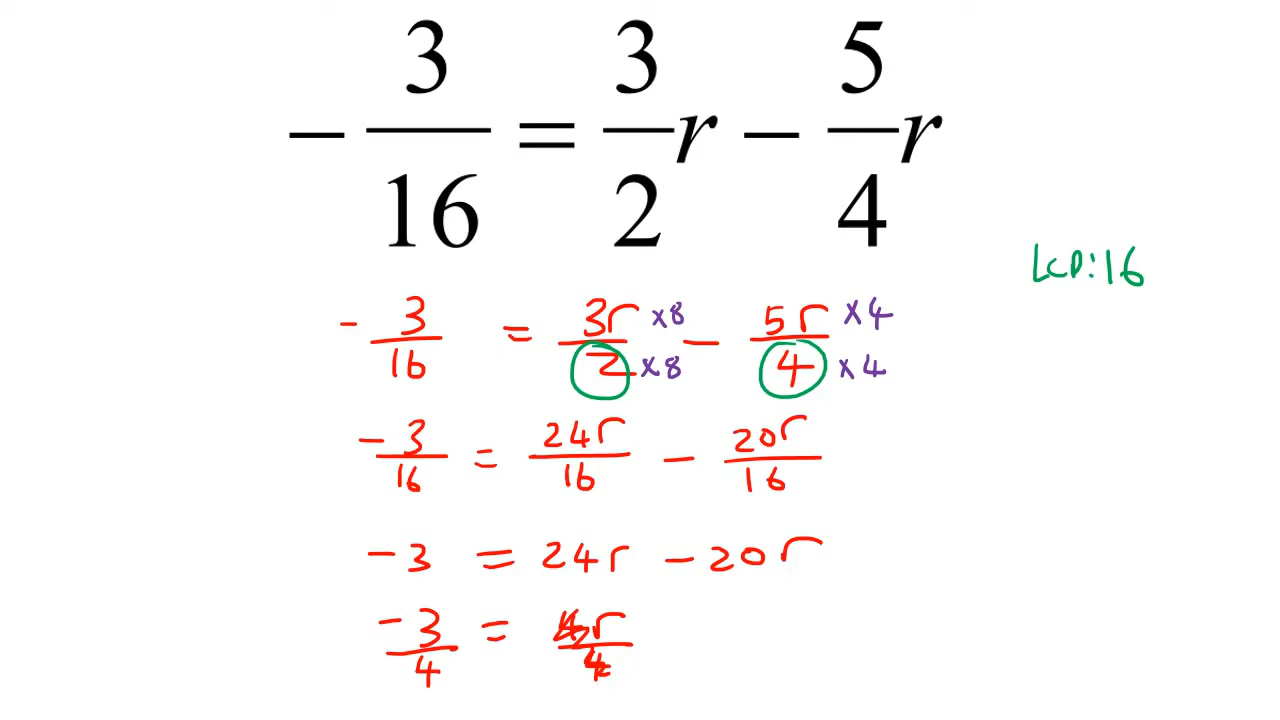 - 3/16 = 3/2 r - 5/4 r
LCD: 16
- 3/16 = 3r/2 ×8 ×8 - 5r/4 ×4 ×4
-3/16 = 24r/16 - 20r/16
-3 = 24r - 20r
-3/4 = 4r/4